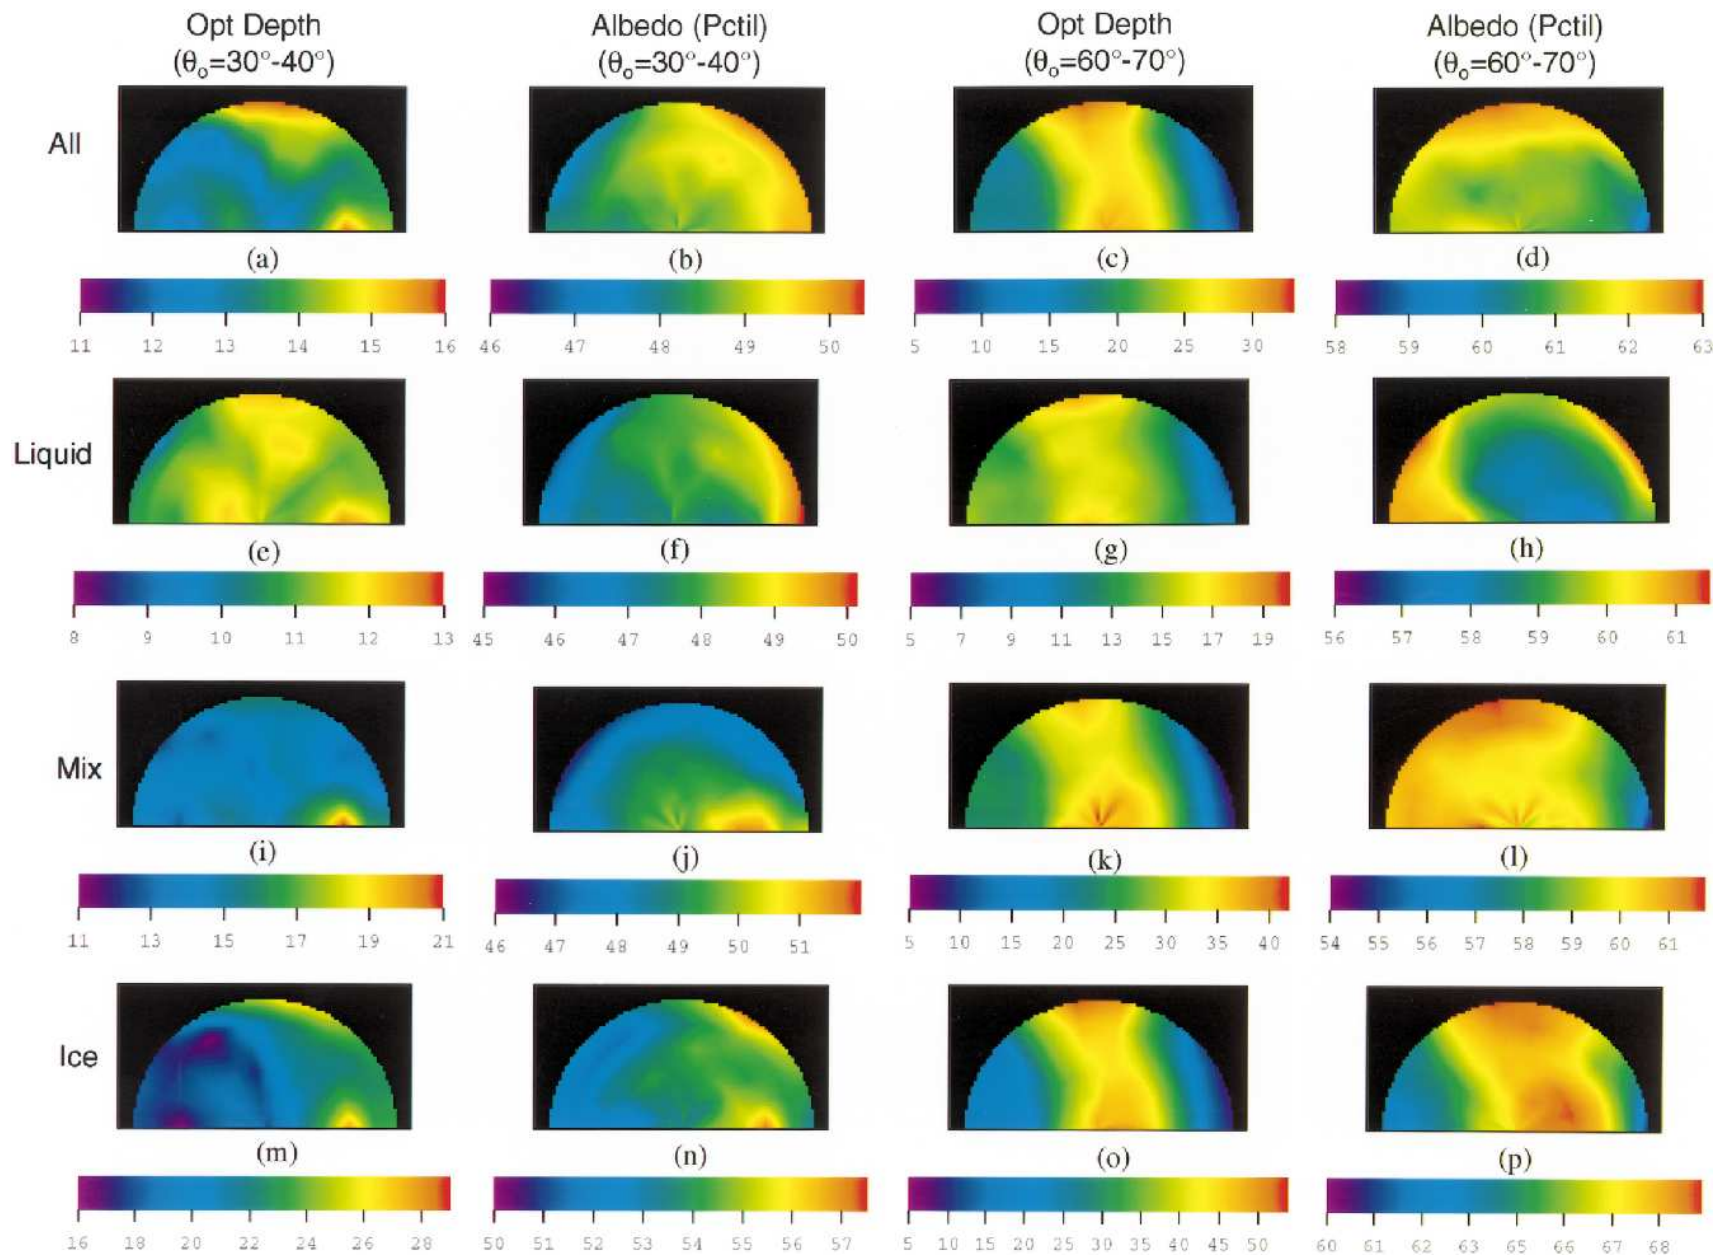 Opt Depth
(θo=30°-40°)
Albedo (Pctil)
(θo=30°-40°)
Opt Depth
(θo=60°-70°)
Albedo (Pctil)
(θo=60°-70°)
All
(a)
(b)
(c)
(d)
11 12 13 14 15 16
46 47 48 49 50
5 10 15 20 25 30
58 59 60 61 62 63
Liquid
(e)
(f)
(g)
(h)
8 9 10 11 12 13
45 46 47 48 49 50
5 7 9 11 13 15 17 19
56 57 58 59 60 61
Mix
(i)
(j)
(k)
(l)
11 13 15 17 19 21
46 47 48 49 50 51
5 10 15 20 25 30 35 40
54 55 56 57 58 59 60 61
Ice
(m)
(n)
(o)
(p)
16 18 20 22 24 26 28
50 51 52 53 54 55 56 57
5 10 15 20 25 30 35 40 45 50
60 61 62 63 65 66 67 68